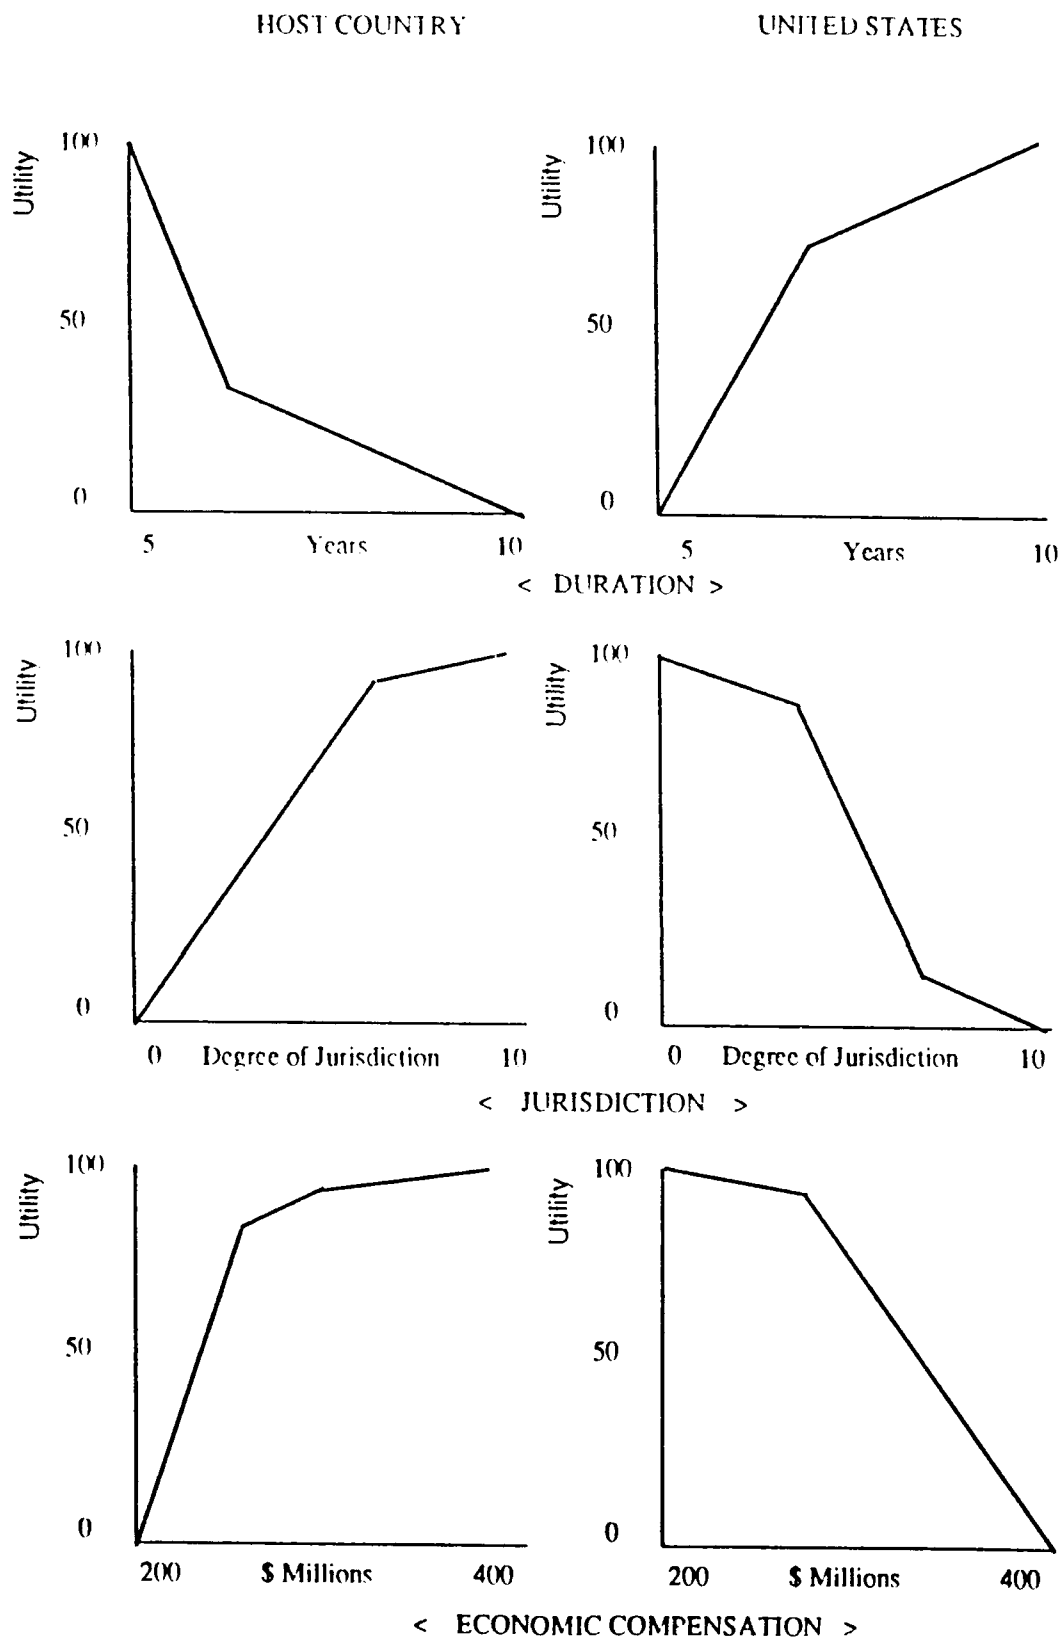 HOST COUNTRY UNITED STATES
100 100
Utility Utility
50 50
0 0
5 Years 10 5 Years 10
< DURATION >
100 100
Utility Utility
50 50
0 0
0 Degree of Jurisdiction 10 0 Degree of Jurisdiction 10
< JURISDICTION >
100 100
Utility Utility
50 50
0 0
200 $ Millions 400 200 $ Millions 400
< ECONOMIC COMPENSATION >